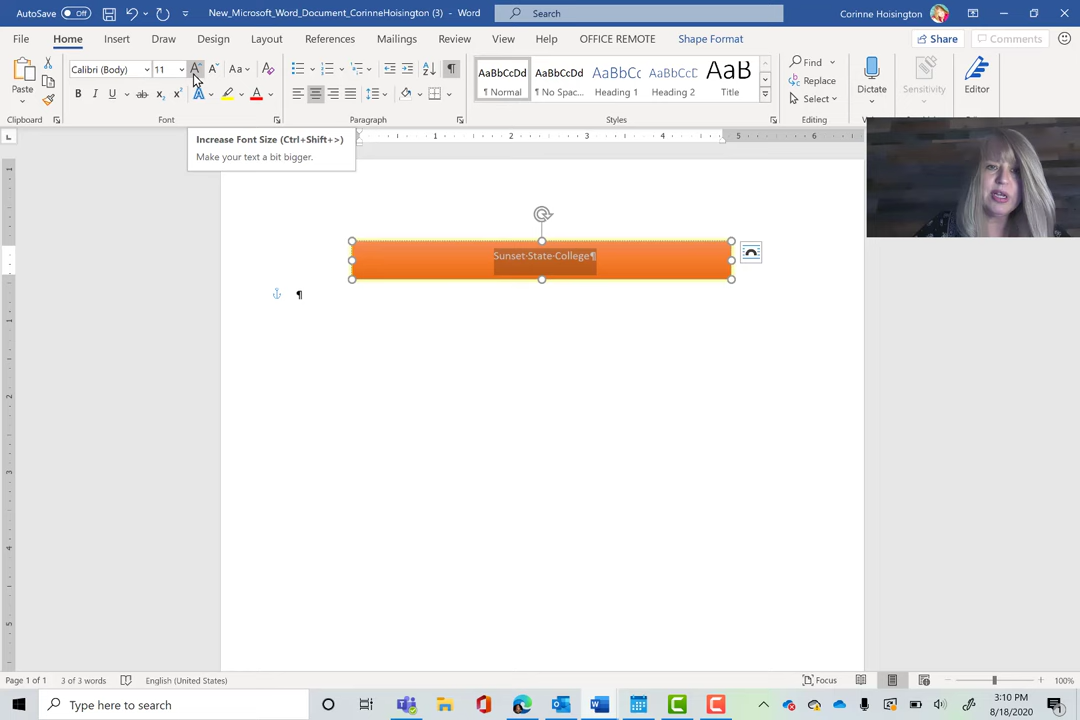 AutoSave Off New_Microsoft_Word_Document_CorinneHoisington (3) - Word Search Corinne Hoisington
File Home Insert Draw Design Layout References Mailings Review View Help OFFICE REMOTE Shape Format Share Comments
Calibri (Body) 11 Aa
Paste
AaBbCcDd AaBbCcDd AaBbCc AaBbCcD AaB
¶ Normal ¶ No Spac... Heading 1 Heading 2 Title
Find
Replace
Select
Dictate Sensitivity Editor
Clipboard Font Paragraph Styles Editing
Increase Font Size (Ctrl+Shift+>)
Make your text a bit bigger.
Sunset·State·College¶
¶
Page 1 of 1 3 of 3 words English (United States) Focus 100%
Type here to search
3:10 PM
8/18/2020